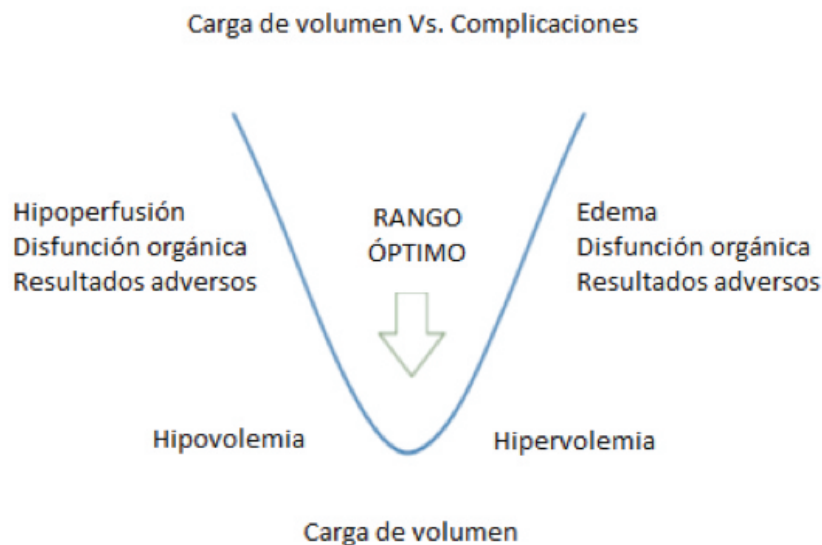 Carga de volumen Vs. Complicaciones
Hipoperfusión
Disfunción orgánica
Resultados adversos
RANGO
ÓPTIMO
Edema
Disfunción orgánica
Resultados adversos
Hipovolemia
Hipervolemia
Carga de volumen